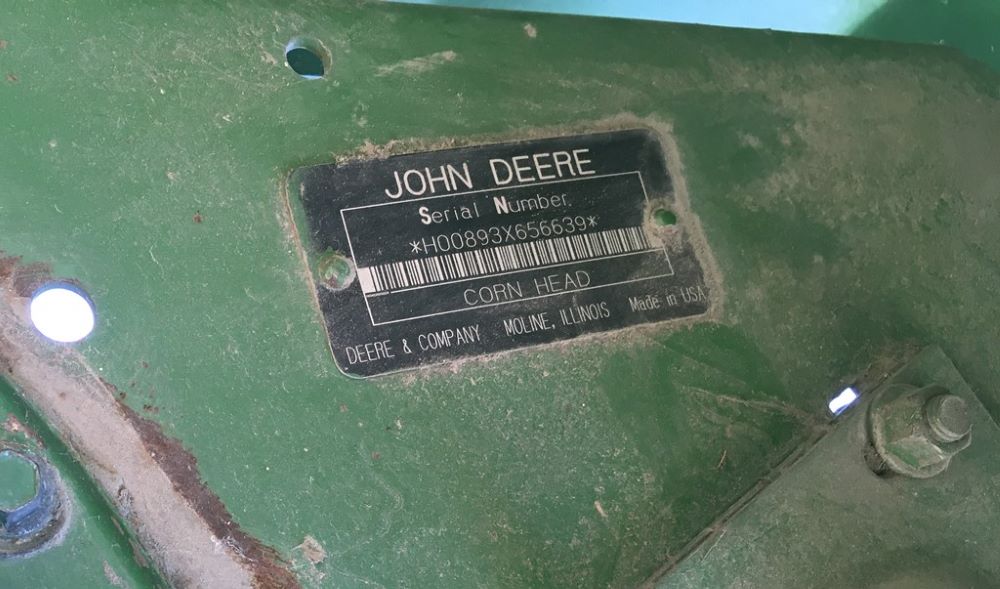 JOHN DEERE
Serial Number.
*H00893X656639*
CORN HEAD
DEERE & COMPANY MOLINE, ILLINOIS Made in USA